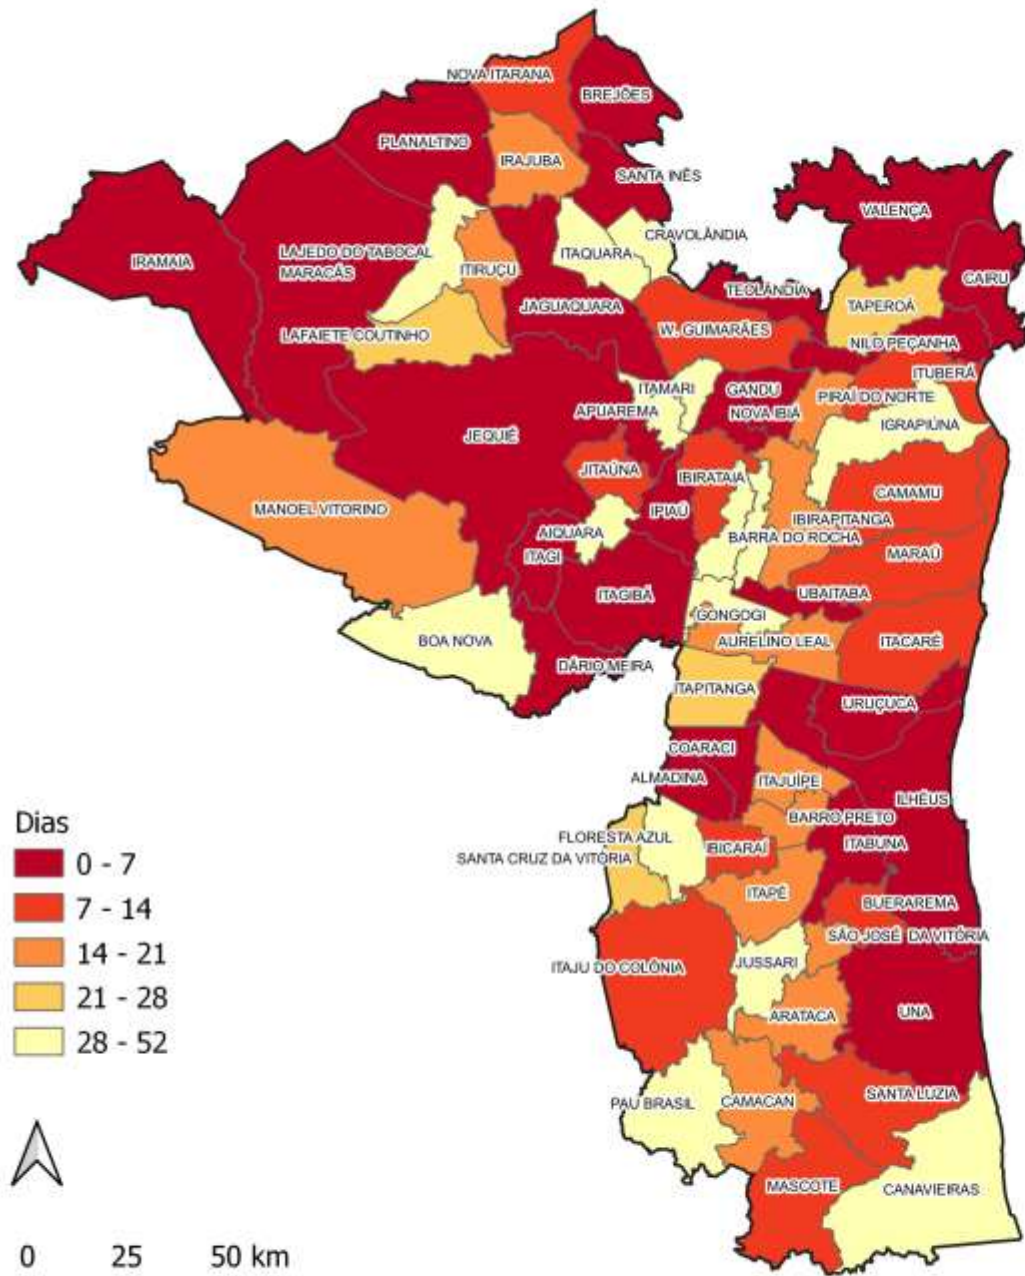 NOVA ITARANA
BREJÕES
PLANALTINO
IRAJUBA
SANTA INÊS
VALENÇA
CRAVOLÂNDIA
LAJEDO DO TABOCAL
ITAQUARA
IRAMAIA
MARACÁS
ITIRUÇU
CAIRU
TEOLÂNDIA
JAGUAQUARA
TAPEROÁ
LAFAIETE COUTINHO
W. GUIMARÃES
NILO PEÇANHA
ITUBERÁ
ITAMARI
GANDU
PIRAÍ DO NORTE
APUAREMA
NOVA IBIÁ
IGRAPIÚNA
JEQUIÉ
JITAÚNA
IBIRATAIA
CAMAMU
MANOEL VITORINO
IPIAÚ
IBIRAPITANGA
AIQUARA
BARRA DO ROCHA
ITAGI
MARAÚ
ITAGIBÁ
UBAITABA
GONGOGI
BOA NOVA
AURELINO LEAL
ITACARÉ
DÁRIO MEIRA
ITAPITANGA
URUÇUCA
COARACI
ALMADINA
ITAJUÍPE
ILHÉUS
BARRO PRETO
Dias
FLORESTA AZUL
IBICARAÍ
ITABUNA
0 - 7
SANTA CRUZ DA VITÓRIA
ITAPÉ
BUERAREMA
7 - 14
SÃO JOSÉ DA VITÓRIA
14 - 21
ITAJU DO COLÔNIA
JUSSARI
21 - 28
ARATACA
UNA
28 - 52
PAU BRASIL
CAMACAN
SANTA LUZIA
MASCOTE
CANAVIEIRAS
0 25 50 km